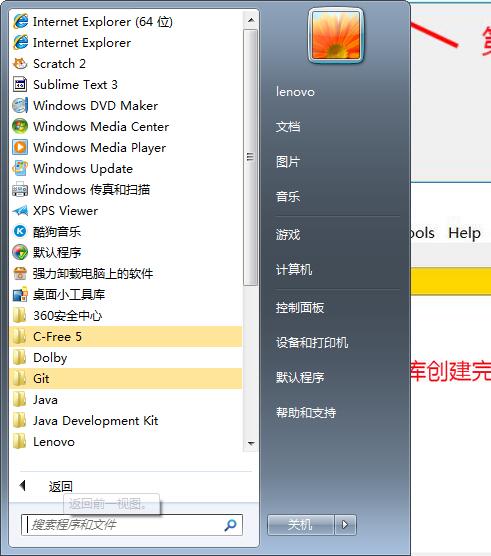 Internet Explorer (64 位)
Internet Explorer
Scratch 2
Sublime Text 3
Windows DVD Maker
Windows Media Center
Windows Media Player
Windows Update
Windows 传真和扫描
XPS Viewer
酷狗音乐
默认程序
强力卸载电脑上的软件
桌面小工具库
360安全中心
C-Free 5
Dolby
Git
Java
Java Development Kit
Lenovo
返回
返回前一视图。
搜索程序和文件
lenovo
文档
图片
音乐
游戏
计算机
控制面板
设备和打印机
默认程序
帮助和支持
关机
第
ools Help
库创建完